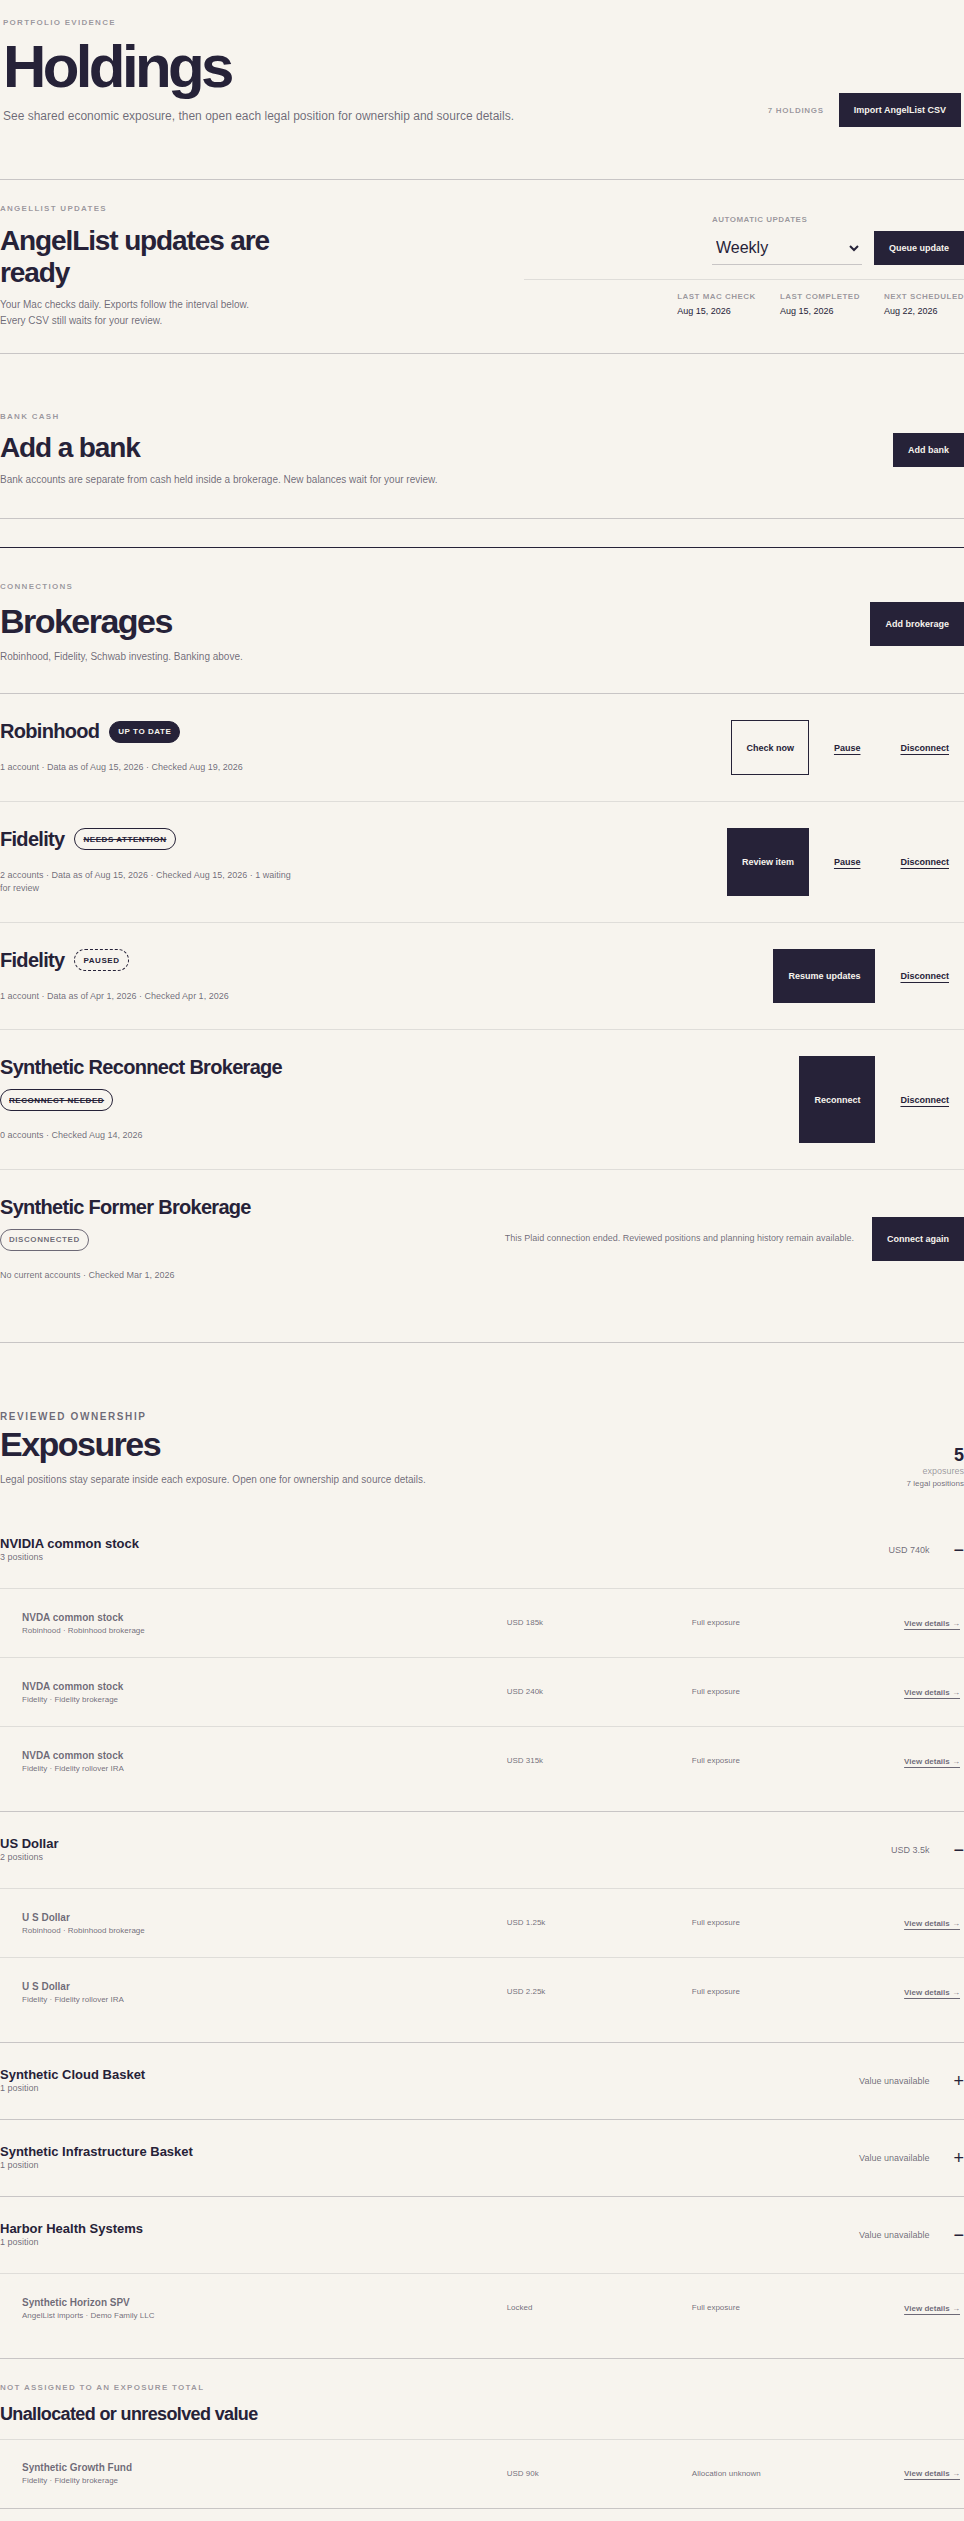 PORTFOLIO EVIDENCE
Holdings
See shared economic exposure, then open each legal position for ownership and source details.
7 HOLDINGS
Import AngelList CSV
ANGELLIST UPDATES
AngelList updates are
ready
Your Mac checks daily. Exports follow the interval below.
Every CSV still waits for your review.
AUTOMATIC UPDATES
Weekly
Queue update
LAST MAC CHECK
Aug 15, 2026
LAST COMPLETED
Aug 15, 2026
NEXT SCHEDULED
Aug 22, 2026
BANK CASH
Add a bank
Bank accounts are separate from cash held inside a brokerage. New balances wait for your review.
Add bank
CONNECTIONS
Brokerages
Robinhood, Fidelity, Schwab investing. Banking above.
Add brokerage
Robinhood
UP TO DATE
1 account · Data as of Aug 15, 2026 · Checked Aug 19, 2026
Check now
Pause
Disconnect
Fidelity
NEEDS ATTENTION
2 accounts · Data as of Aug 15, 2026 · Checked Aug 15, 2026 · 1 waiting
for review
Review item
Pause
Disconnect
Fidelity
PAUSED
1 account · Data as of Apr 1, 2026 · Checked Apr 1, 2026
Resume updates
Disconnect
Synthetic Reconnect Brokerage
RECONNECT NEEDED
0 accounts · Checked Aug 14, 2026
Reconnect
Disconnect
Synthetic Former Brokerage
DISCONNECTED
No current accounts · Checked Mar 1, 2026
This Plaid connection ended. Reviewed positions and planning history remain available.
Connect again
REVIEWED OWNERSHIP
Exposures
Legal positions stay separate inside each exposure. Open one for ownership and source details.
5
exposures
7 legal positions
NVIDIA common stock
3 positions
USD 740k
−
NVDA common stock
Robinhood · Robinhood brokerage
USD 185k
Full exposure
View details →
NVDA common stock
Fidelity · Fidelity brokerage
USD 240k
Full exposure
View details →
NVDA common stock
Fidelity · Fidelity rollover IRA
USD 315k
Full exposure
View details →
US Dollar
2 positions
USD 3.5k
−
U S Dollar
Robinhood · Robinhood brokerage
USD 1.25k
Full exposure
View details →
U S Dollar
Fidelity · Fidelity rollover IRA
USD 2.25k
Full exposure
View details →
Synthetic Cloud Basket
1 position
Value unavailable
+
Synthetic Infrastructure Basket
1 position
Value unavailable
+
Harbor Health Systems
1 position
Value unavailable
−
Synthetic Horizon SPV
AngelList imports · Demo Family LLC
Locked
Full exposure
View details →
NOT ASSIGNED TO AN EXPOSURE TOTAL
Unallocated or unresolved value
Synthetic Growth Fund
Fidelity · Fidelity brokerage
USD 90k
Allocation unknown
View details →